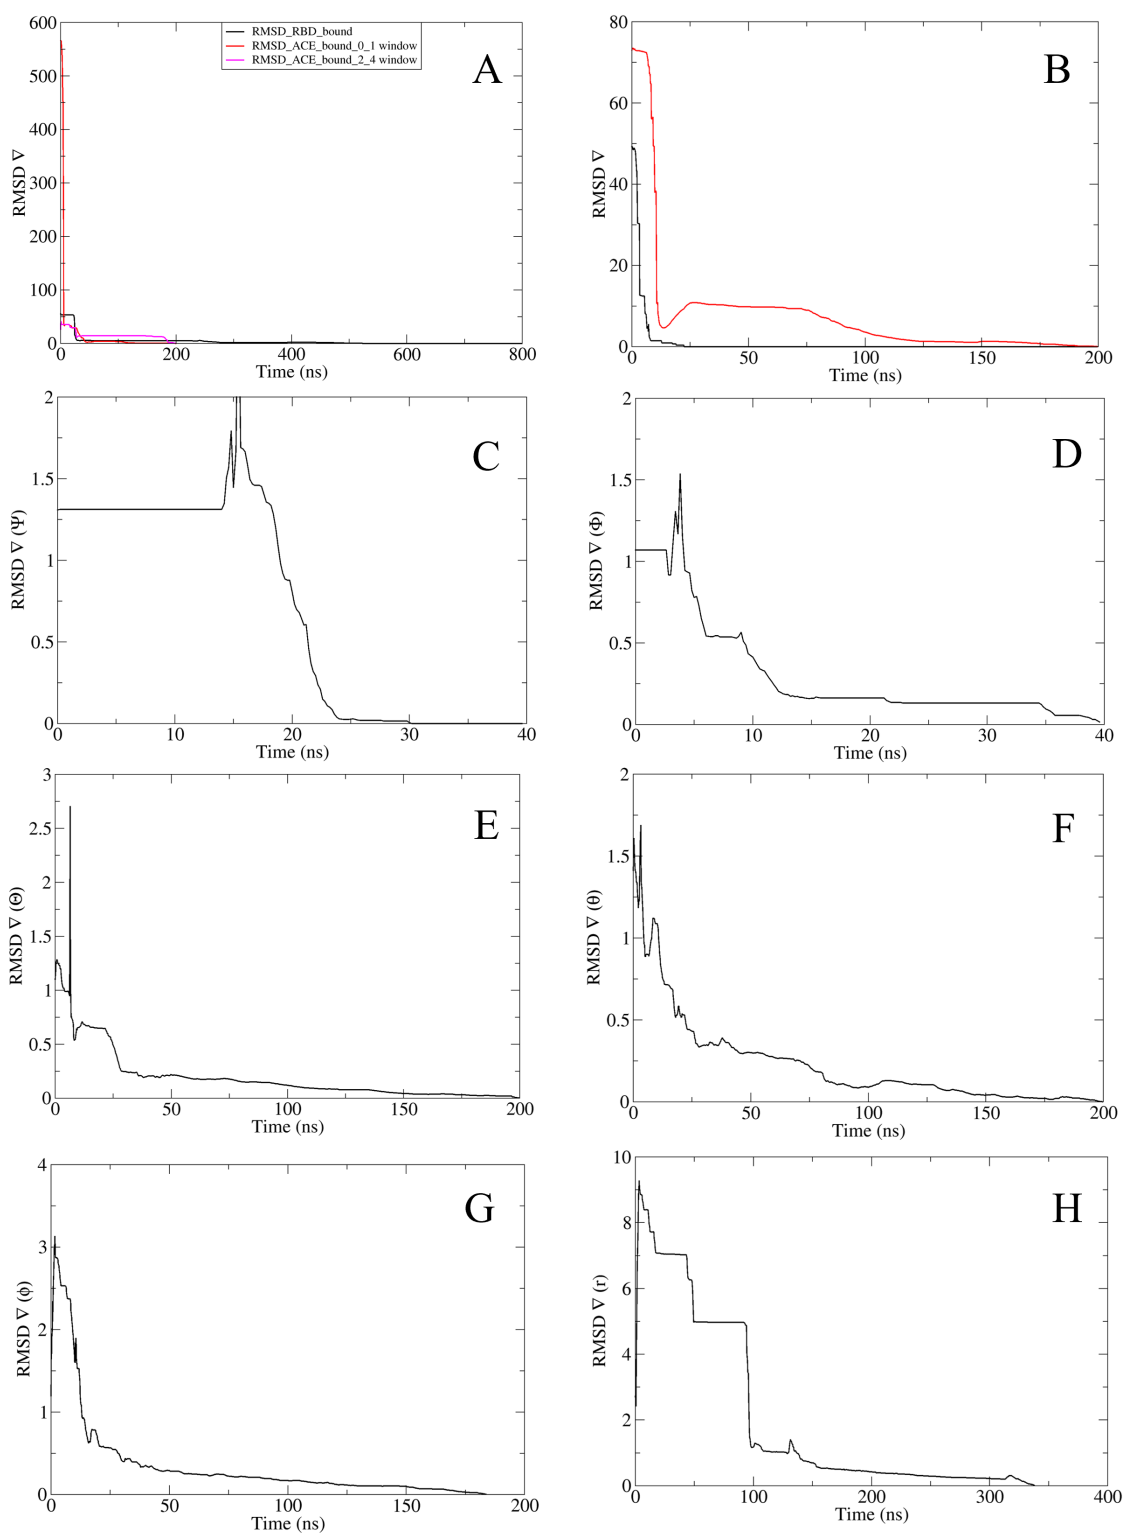 600
500
400
300
200
100
0
RMSD ∇
RMSD_RBD_bound
RMSD_ACE_bound_0_1 window
RMSD_ACE_bound_2_4 window
A
0 200 400 600 800
Time (ns)
80
60
40
20
0
RMSD ∇
B
0 50 100 150 200
Time (ns)
2
1.5
1
0.5
0
RMSD ∇ (Ψ)
C
0 10 20 30 40
Time (ns)
2
1.5
1
0.5
0
RMSD ∇ (Φ)
D
0 10 20 30 40
Time (ns)
3
2.5
2
1.5
1
0.5
0
RMSD ∇ (Θ)
E
0 50 100 150 200
Time (ns)
2
1.5
1
0.5
0
RMSD ∇ (θ)
F
0 50 100 150 200
Time (ns)
4
3
2
1
0
RMSD ∇ (ϕ)
G
0 50 100 150 200
Time (ns)
10
8
6
4
2
0
RMSD ∇ (r)
H
0 100 200 300 400
Time (ns)